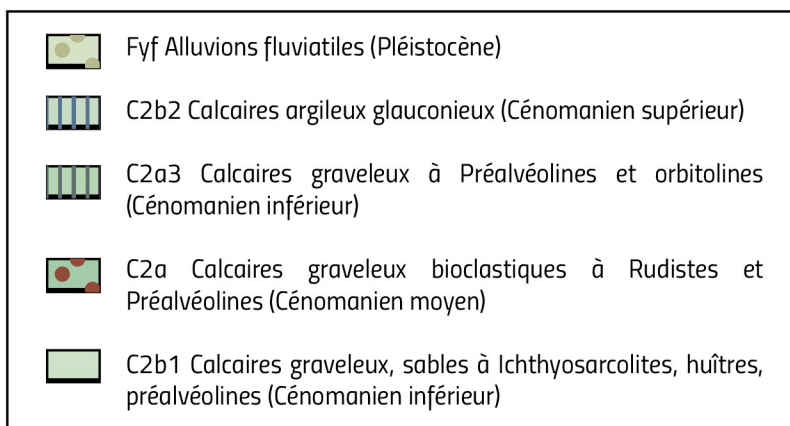 Fyf Alluvions fluviatiles (Pléistocène)
C2b2 Calcaires argileux glauconieux (Cénomanien supérieur)
C2a3 Calcaires graveleux à Préalvéolines et orbitolines
(Cénomanien inférieur)
C2a Calcaires graveleux bioclastiques à Rudistes et
Préalvéolines (Cénomanien moyen)
C2b1 Calcaires graveleux, sables à Ichthyosarcolites, huîtres,
préalvéolines (Cénomanien inférieur)